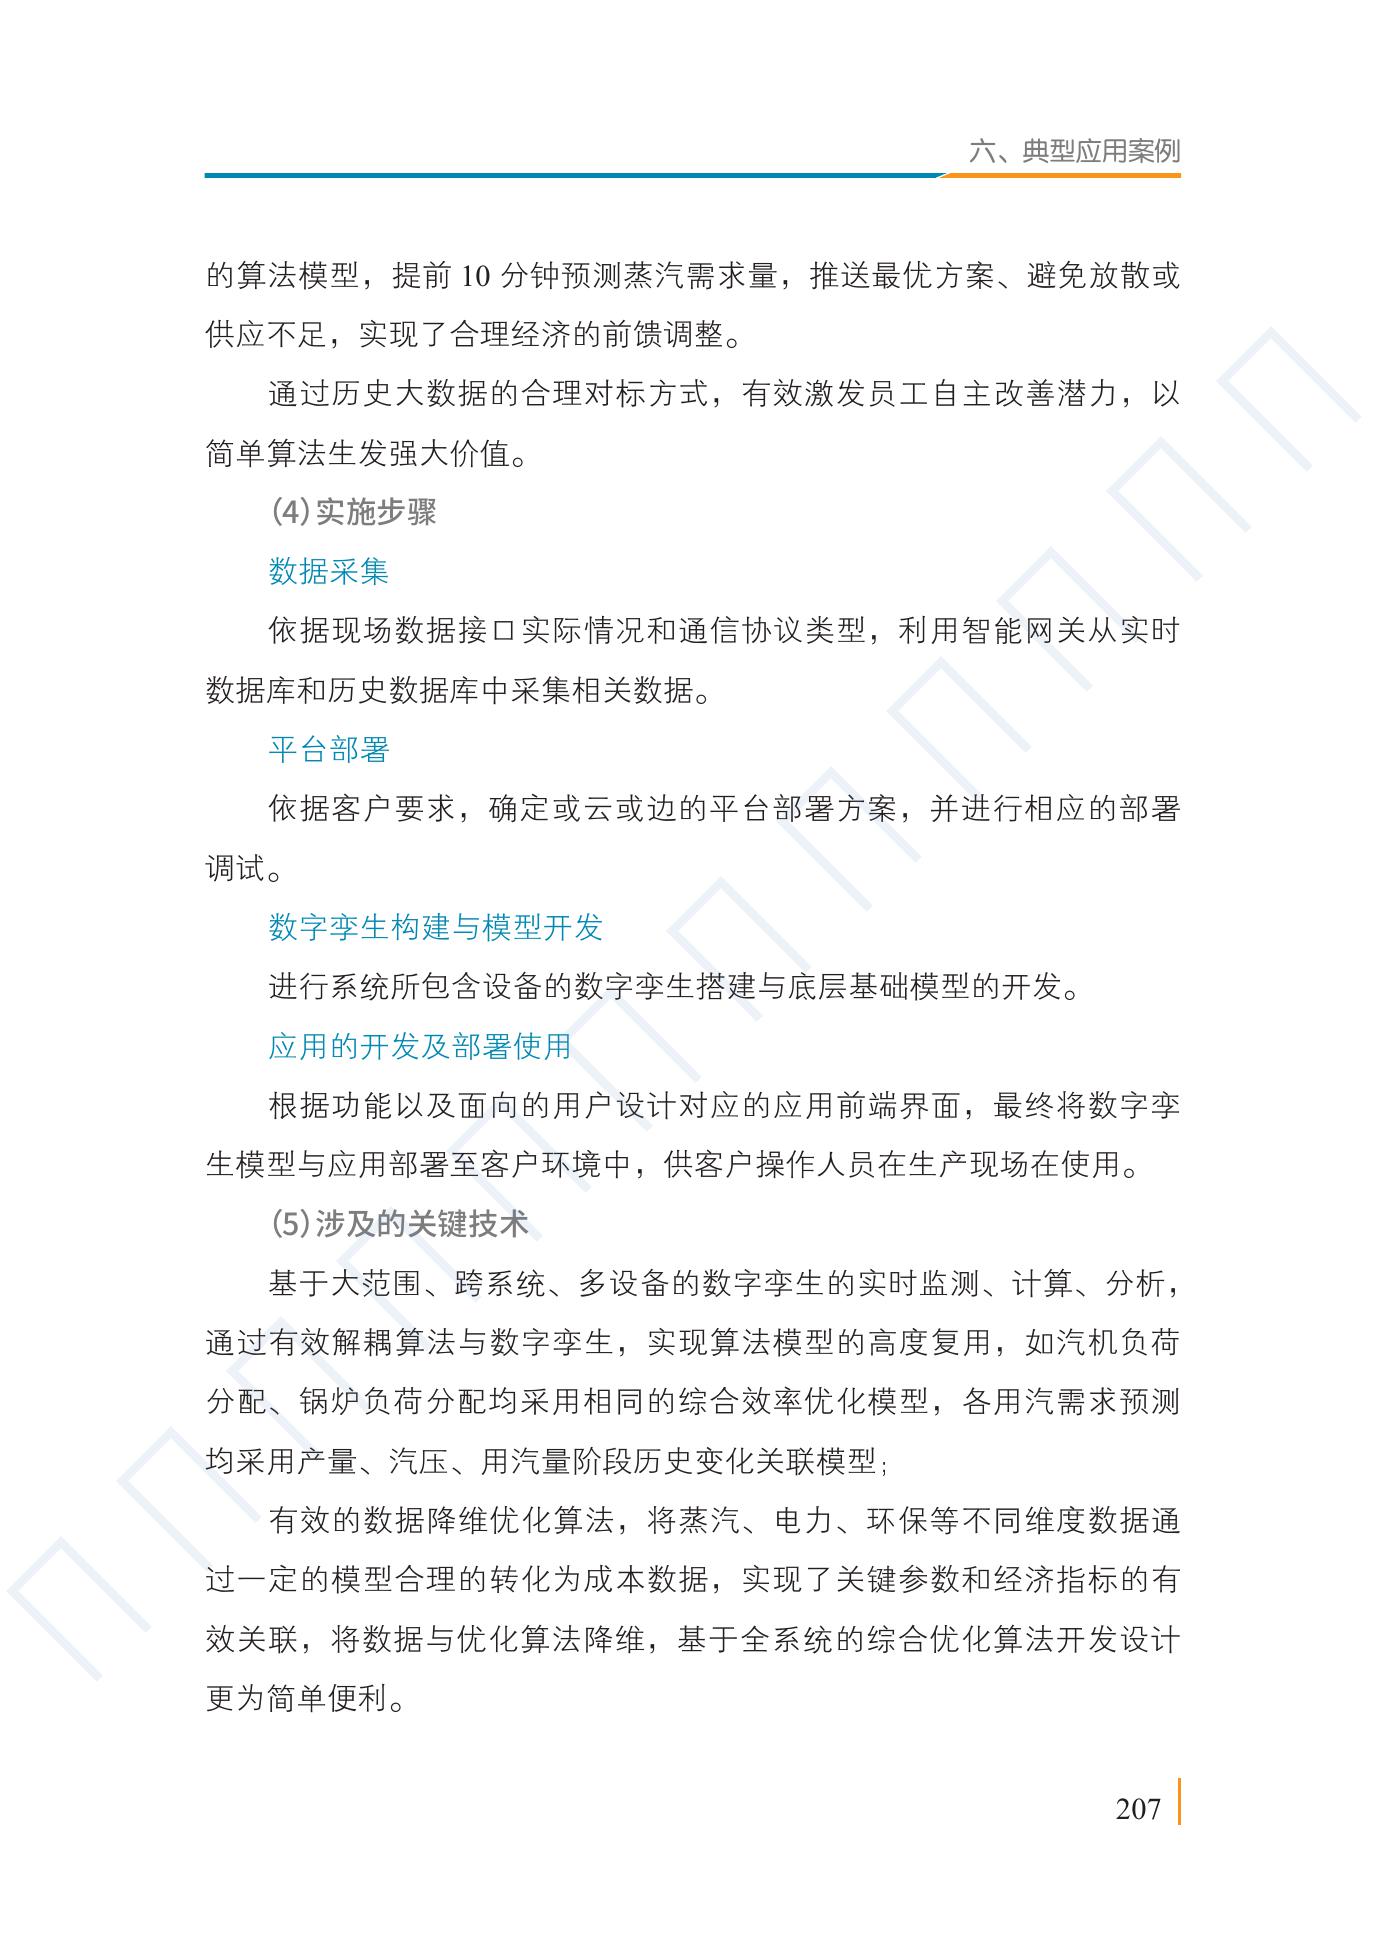 六、典型应用案例
的算法模型，提前 10 分钟预测蒸汽需求量，推送最优方案、避免放散或
供应不足，实现了合理经济的前馈调整。
通过历史大数据的合理对标方式，有效激发员工自主改善潜力，以
简单算法生发强大价值。
（4）实施步骤
数据采集
依据现场数据接口实际情况和通信协议类型，利用智能网关从实时
数据库和历史数据库中采集相关数据。
平台部署
依据客户要求，确定或云或边的平台部署方案，并进行相应的部署
调试。
数字孪生构建与模型开发
进行系统所包含设备的数字孪生搭建与底层基础模型的开发。
应用的开发及部署使用
根据功能以及面向的用户设计对应的应用前端界面，最终将数字孪
生模型与应用部署至客户环境中，供客户操作人员在生产现场在使用。
（5）涉及的关键技术
基于大范围、跨系统、多设备的数字孪生的实时监测、计算、分析，
通过有效解耦算法与数字孪生，实现算法模型的高度复用，如汽机负荷
分配、锅炉负荷分配均采用相同的综合效率优化模型，各用汽需求预测
均采用产量、汽压、用汽量阶段历史变化关联模型；
有效的数据降维优化算法，将蒸汽、电力、环保等不同维度数据通
过一定的模型合理的转化为成本数据，实现了关键参数和经济指标的有
效关联，将数据与优化算法降维，基于全系统的综合优化算法开发设计
更为简单便利。
207